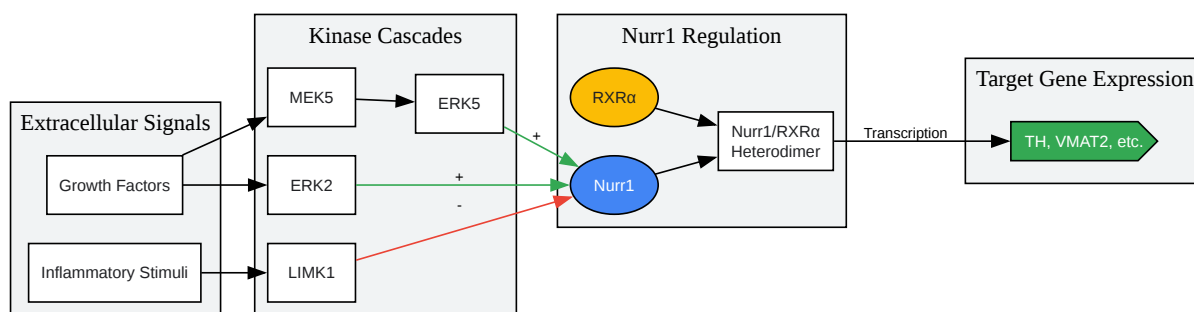 Extracellular Signals
Growth Factors
Inflammatory Stimuli
Kinase Cascades
MEK5
ERK5
ERK2
LIMK1
+
+
-
Nurr1 Regulation
RXRα
Nurr1
Nurr1/RXRα
Heterodimer
Transcription
Target Gene Expression
TH, VMAT2, etc.